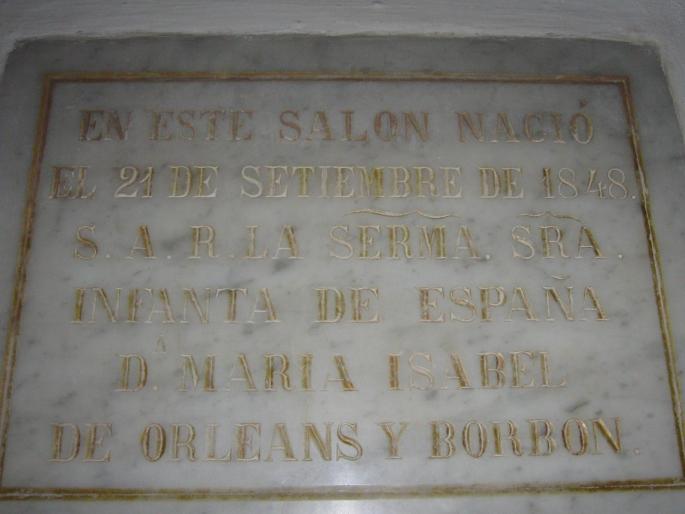 EN ESTE SALON NACIÓ
EL 21 DE SETIEMBRE DE 1848.
S. A. R. LA SERMA. SRA.
INFANTA DE ESPAÑA
D.ᴬ MARIA ISABEL
DE ORLEANS Y BORBON.